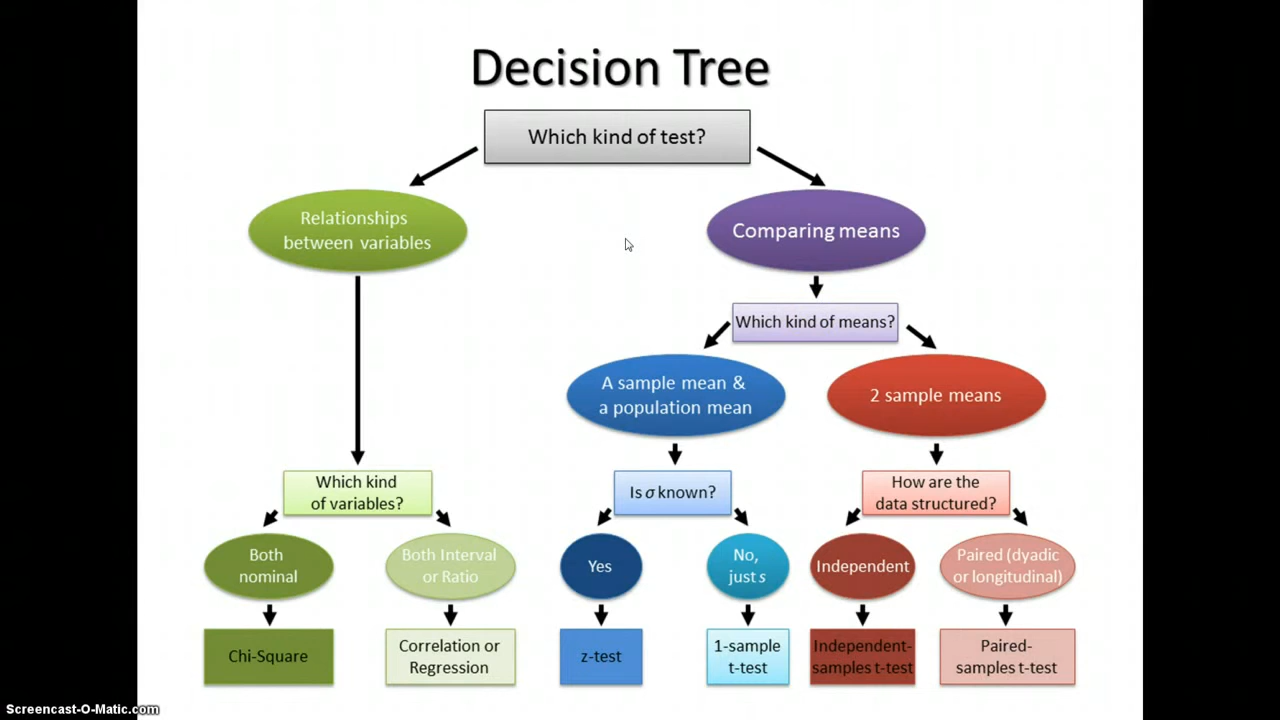 Decision Tree
Which kind of test?
Relationships
between variables
Comparing means
Which kind of means?
A sample mean &
a population mean
2 sample means
Which kind
of variables?
Is σ known?
How are the
data structured?
Both
nominal
Both Interval
or Ratio
Yes
No,
just s
Independent
Paired (dyadic
or longitudinal)
Chi-Square
Correlation or
Regression
z-test
1-sample
t-test
Independent-
samples t-test
Paired-
samples t-test
Screencast-O-Matic.com